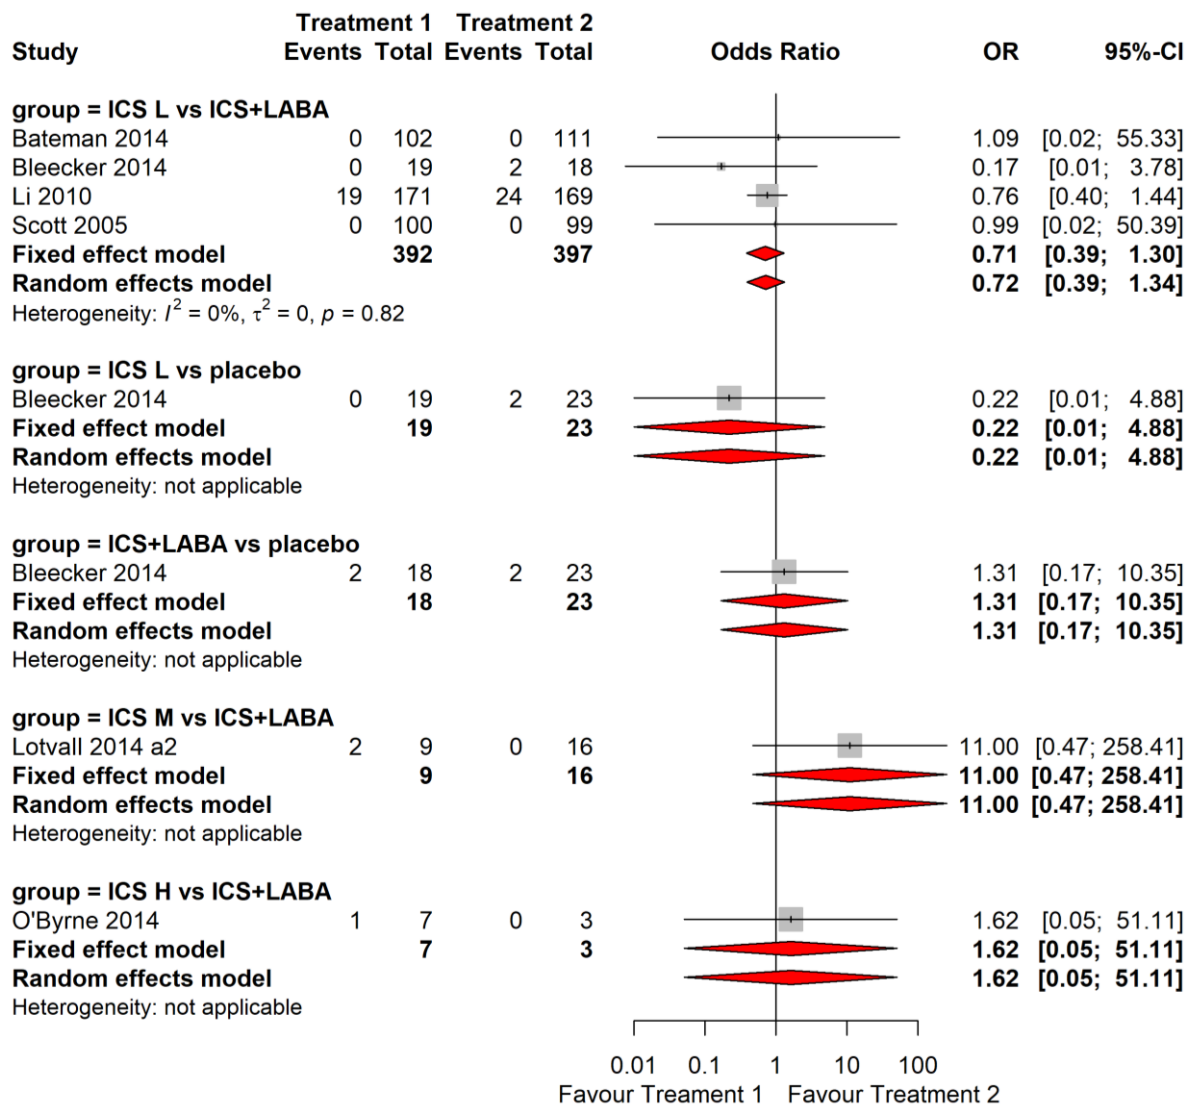 Treatment 1 Treatment 2
Study Events Total Events Total Odds Ratio OR 95%-CI
group = ICS L vs ICS+LABA
Bateman 2014 0 102 0 111 1.09 [0.02; 55.33]
Bleecker 2014 0 19 2 18 0.17 [0.01; 3.78]
Li 2010 19 171 24 169 0.76 [0.40; 1.44]
Scott 2005 0 100 0 99 0.99 [0.02; 50.39]
Fixed effect model 392 397 0.71 [0.39; 1.30]
Random effects model 0.72 [0.39; 1.34]
Heterogeneity: I² = 0%, τ² = 0, p = 0.82
group = ICS L vs placebo
Bleecker 2014 0 19 2 23 0.22 [0.01; 4.88]
Fixed effect model 19 23 0.22 [0.01; 4.88]
Random effects model 0.22 [0.01; 4.88]
Heterogeneity: not applicable
group = ICS+LABA vs placebo
Bleecker 2014 2 18 2 23 1.31 [0.17; 10.35]
Fixed effect model 18 23 1.31 [0.17; 10.35]
Random effects model 1.31 [0.17; 10.35]
Heterogeneity: not applicable
group = ICS M vs ICS+LABA
Lotvall 2014 a2 2 9 0 16 11.00 [0.47; 258.41]
Fixed effect model 9 16 11.00 [0.47; 258.41]
Random effects model 11.00 [0.47; 258.41]
Heterogeneity: not applicable
group = ICS H vs ICS+LABA
O'Byrne 2014 1 7 0 3 1.62 [0.05; 51.11]
Fixed effect model 7 3 1.62 [0.05; 51.11]
Random effects model 1.62 [0.05; 51.11]
Heterogeneity: not applicable
0.01 0.1 1 10 100
Favour Treament 1 Favour Treatment 2